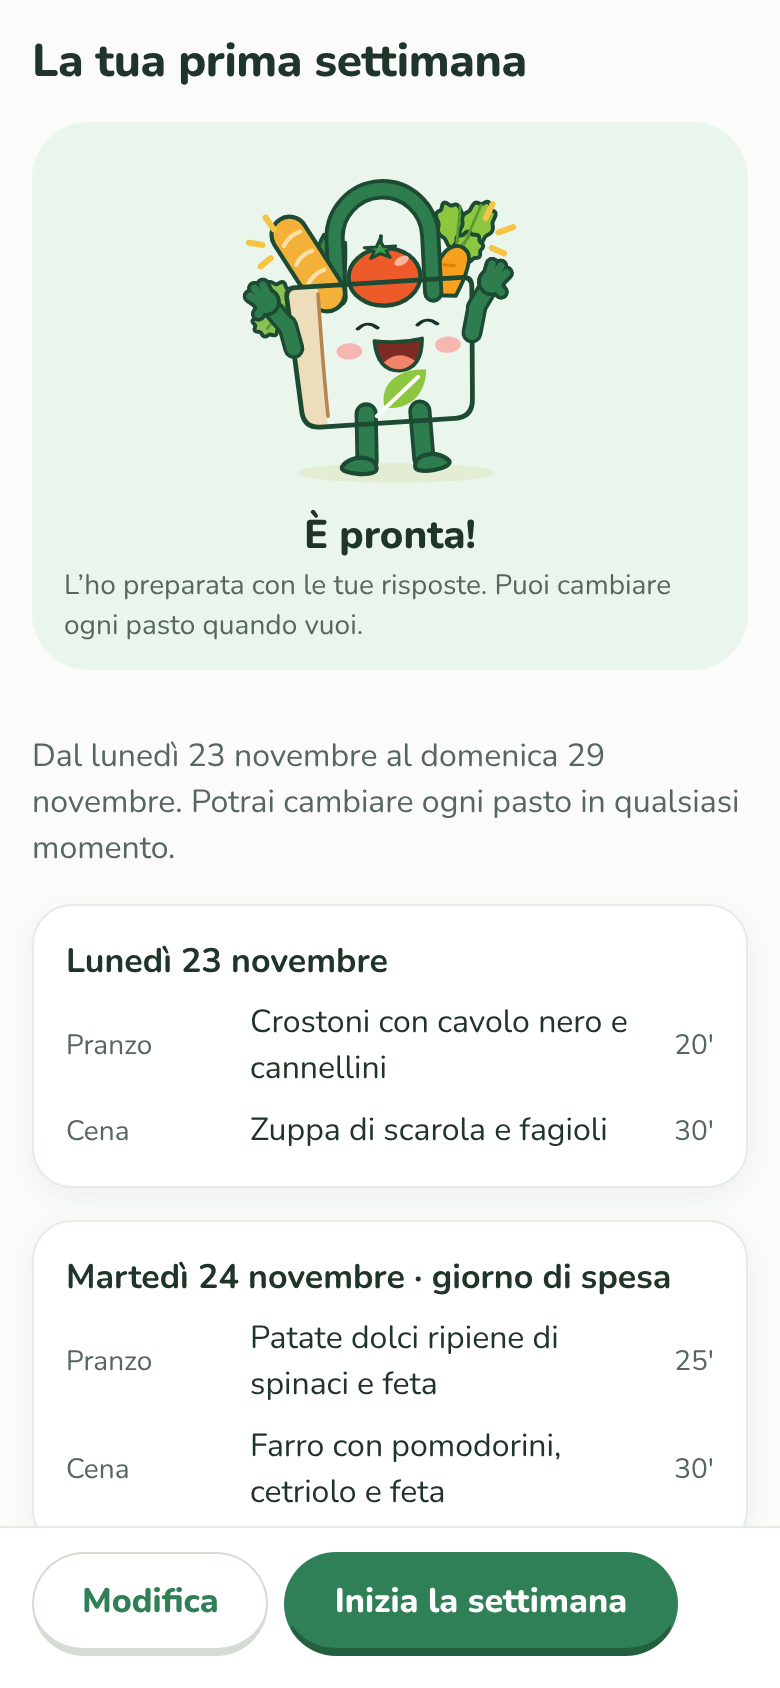 La tua prima settimana
È pronta!
L’ho preparata con le tue risposte. Puoi cambiare
ogni pasto quando vuoi.
Dal lunedì 23 novembre al domenica 29
novembre. Potrai cambiare ogni pasto in qualsiasi
momento.
Lunedì 23 novembre
Pranzo Crostoni con cavolo nero e
cannellini 20'
Cena Zuppa di scarola e fagioli 30'
Martedì 24 novembre · giorno di spesa
Pranzo Patate dolci ripiene di
spinaci e feta 25'
Cena Farro con pomodorini,
cetriolo e feta 30'
Modifica Inizia la settimana